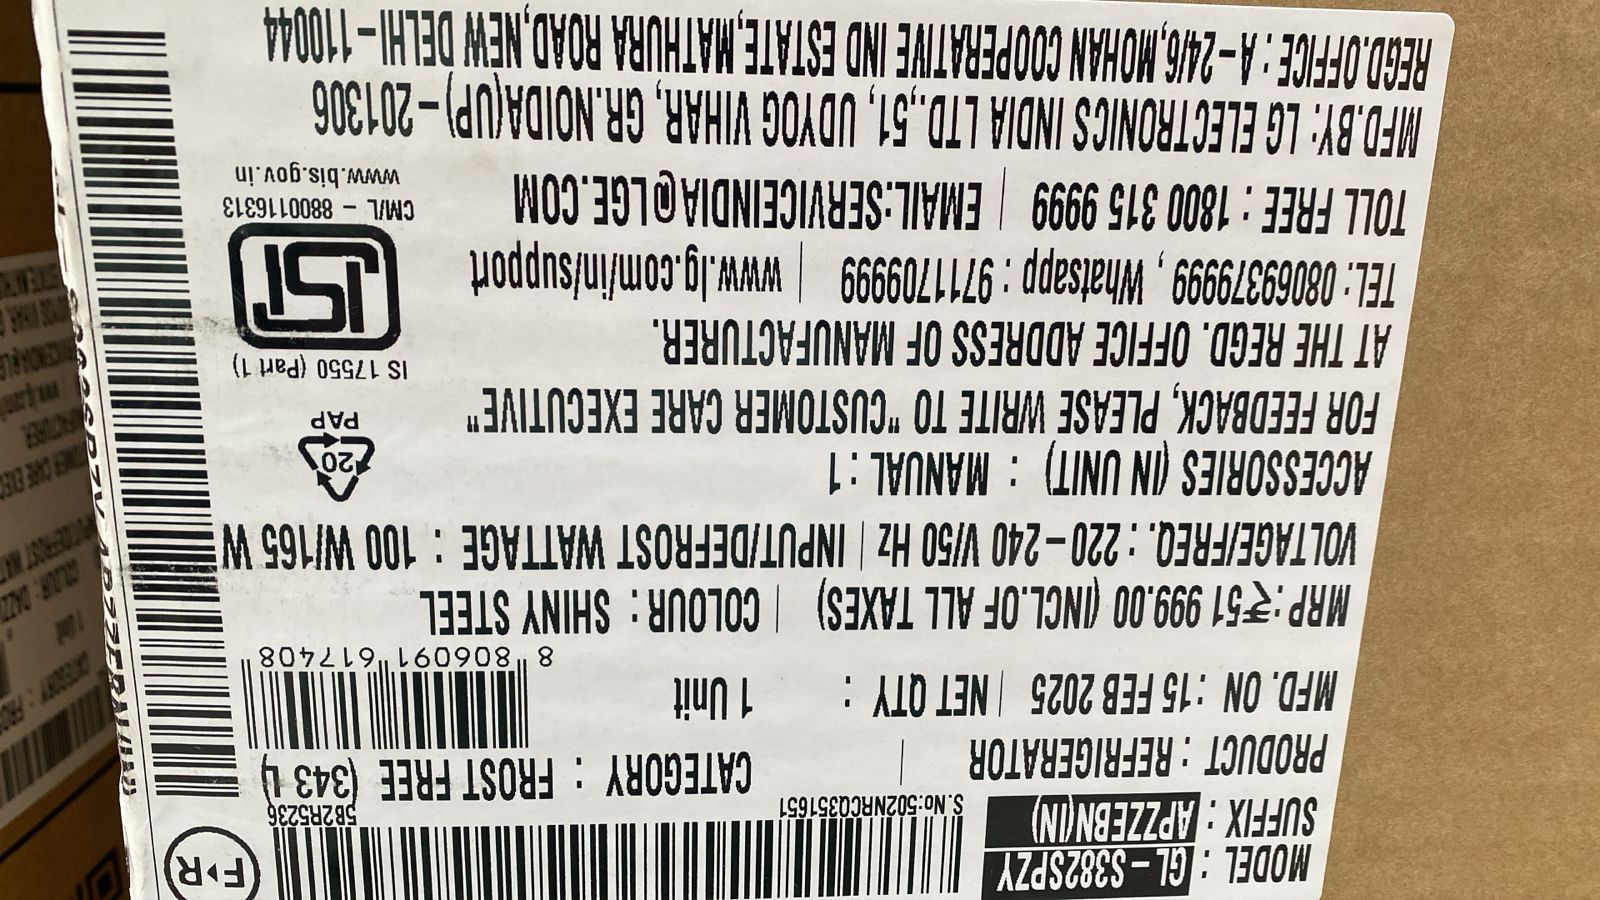 MODEL : GL-S382SPZY
SUFFIX : APZZEBN(IN)
S.No:502NRCQ351651
5B2R5236
F R
PRODUCT : REFRIGERATOR | CATEGORY : FROST FREE (343 L)
MFD. ON : 15 FEB 2025 | NET QTY : 1 Unit
8 806091 617408
MRP : ₹51 999.00 (INCL.OF ALL TAXES) | COLOUR : SHINY STEEL
VOLTAGE/FREQ. : 220-240 V/50 Hz | INPUT/DEFROST WATTAGE : 100 W/165 W
ACCESSORIES (IN UNIT) : MANUAL : 1
20
PAP
FOR FEEDBACK, PLEASE WRITE TO "CUSTOMER CARE EXECUTIVE"
AT THE REGD. OFFICE ADDRESS OF MANUFACTURER.
IS 17550 (Part 1)
ISI
CM/L - 8800116313
www.bis.gov.in
TEL: 08069379999, Whatsapp : 9711709999 | www.lg.com/in/support
TOLL FREE : 1800 315 9999 | EMAIL:SERVICEINDIA@LGE.COM
MFD.BY: LG ELECTRONICS INDIA LTD.,51, UDYOG VIHAR, GR.NOIDA(UP)-201306
REGD.OFFICE : A-24/6,MOHAN COOPERATIVE IND ESTATE,MATHURA ROAD,NEW DELHI-110044